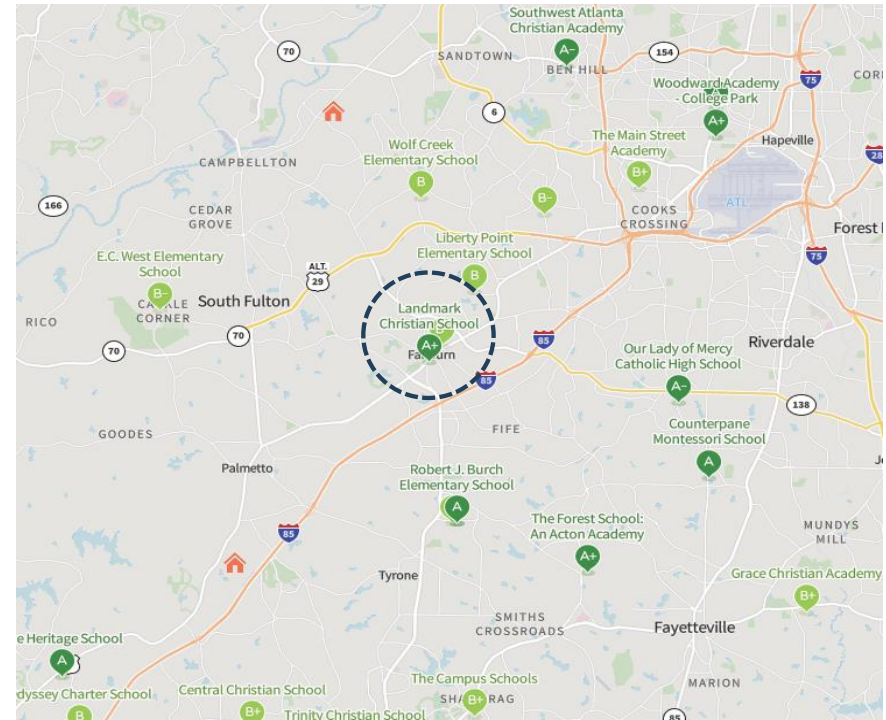 Southwest Atlanta
Christian Academy
A-
70
SANDTOWN
BEN HILL
154
Woodward Academy
- College Park
A+
75
6
Hapeville
Wolf Creek
Elementary School
B
The Main Street
Academy
B+
28
CAMPBELLTON
166
CEDAR
GROVE
B-
COOKS
CROSSING
ATL
Forest
75
Liberty Point
Elementary School
B
E.C. West Elementary
School
B-
CORNER
ALT.
29
South Fulton
RICO
70
70
Landmark
Christian School
A+
85
85
Our Lady of Mercy
Catholic High School
A-
Riverdale
138
Counterpane
Montessori School
A
GOODES
FIFE
Palmetto
Robert J. Burch
Elementary School
A
85
The Forest School:
An Acton Academy
A+
MUNDYS
MILL
Tyrone
Grace Christian Academy
B+
SMITHS
CROSSROADS
Fayetteville
Heritage School
A
Charter School
B
Central Christian School
B+
Trinity Christian School
The Campus Schools
B+
MARION
85